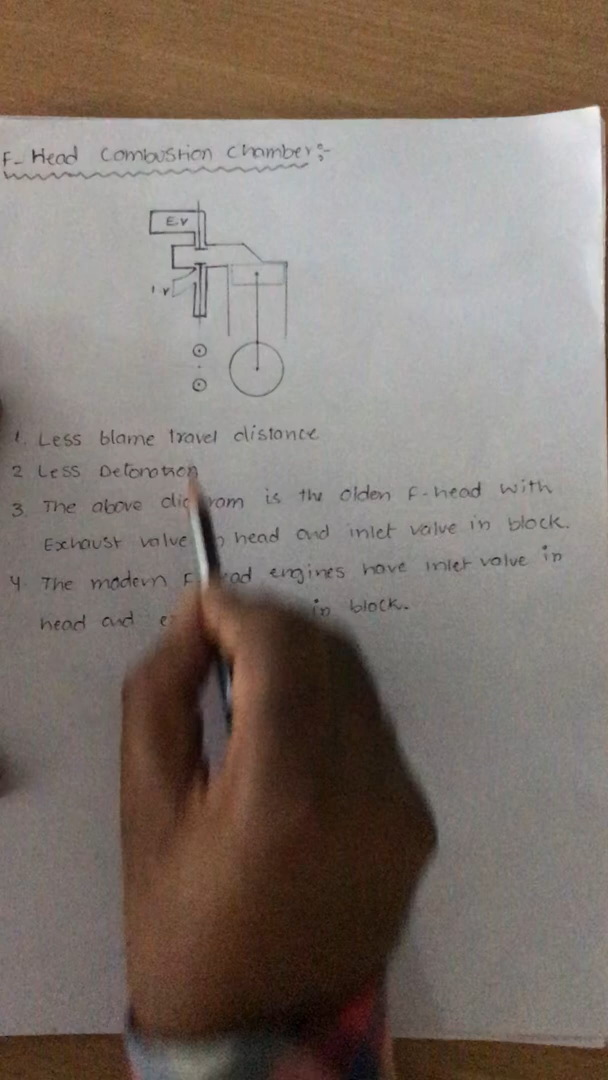 F-Head Combustion Chamber:-
E.V
I.V
1. Less blame travel distance
2 Less Detonation
3. The above diagram is the olden F-head with
Exhaust valve head and inlet valve in block.
4. The modern F-head engines have inlet valve in
head and in block.